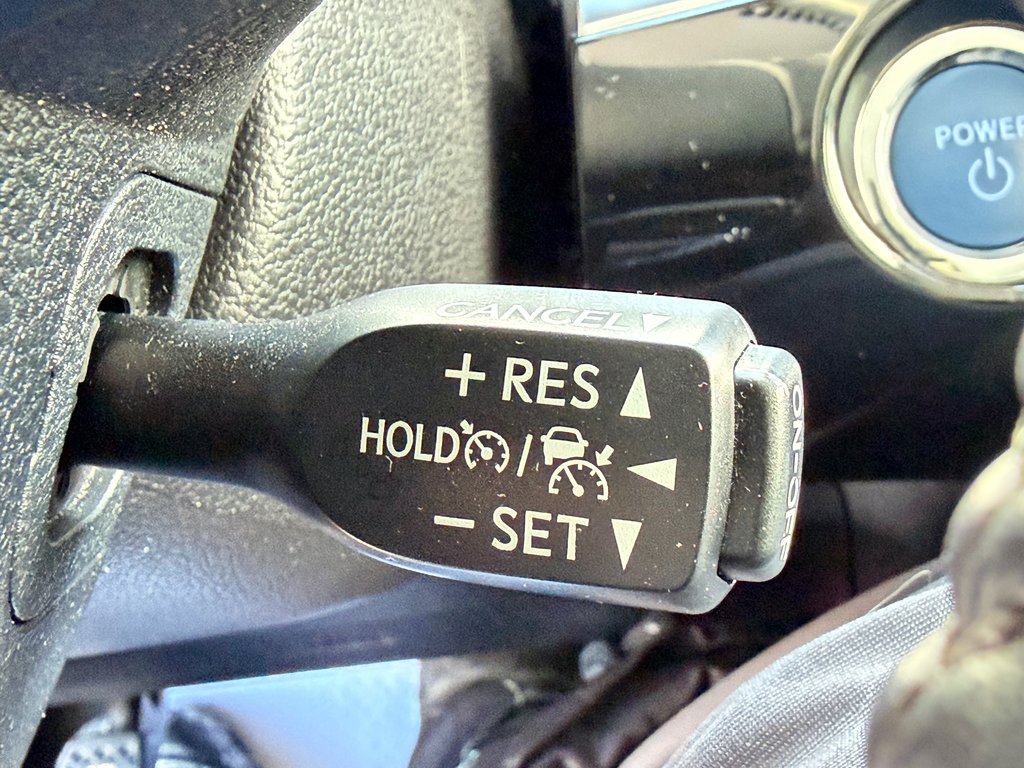 POWER
CANCEL
+ RES
HOLD /
- SET
ON-OFF